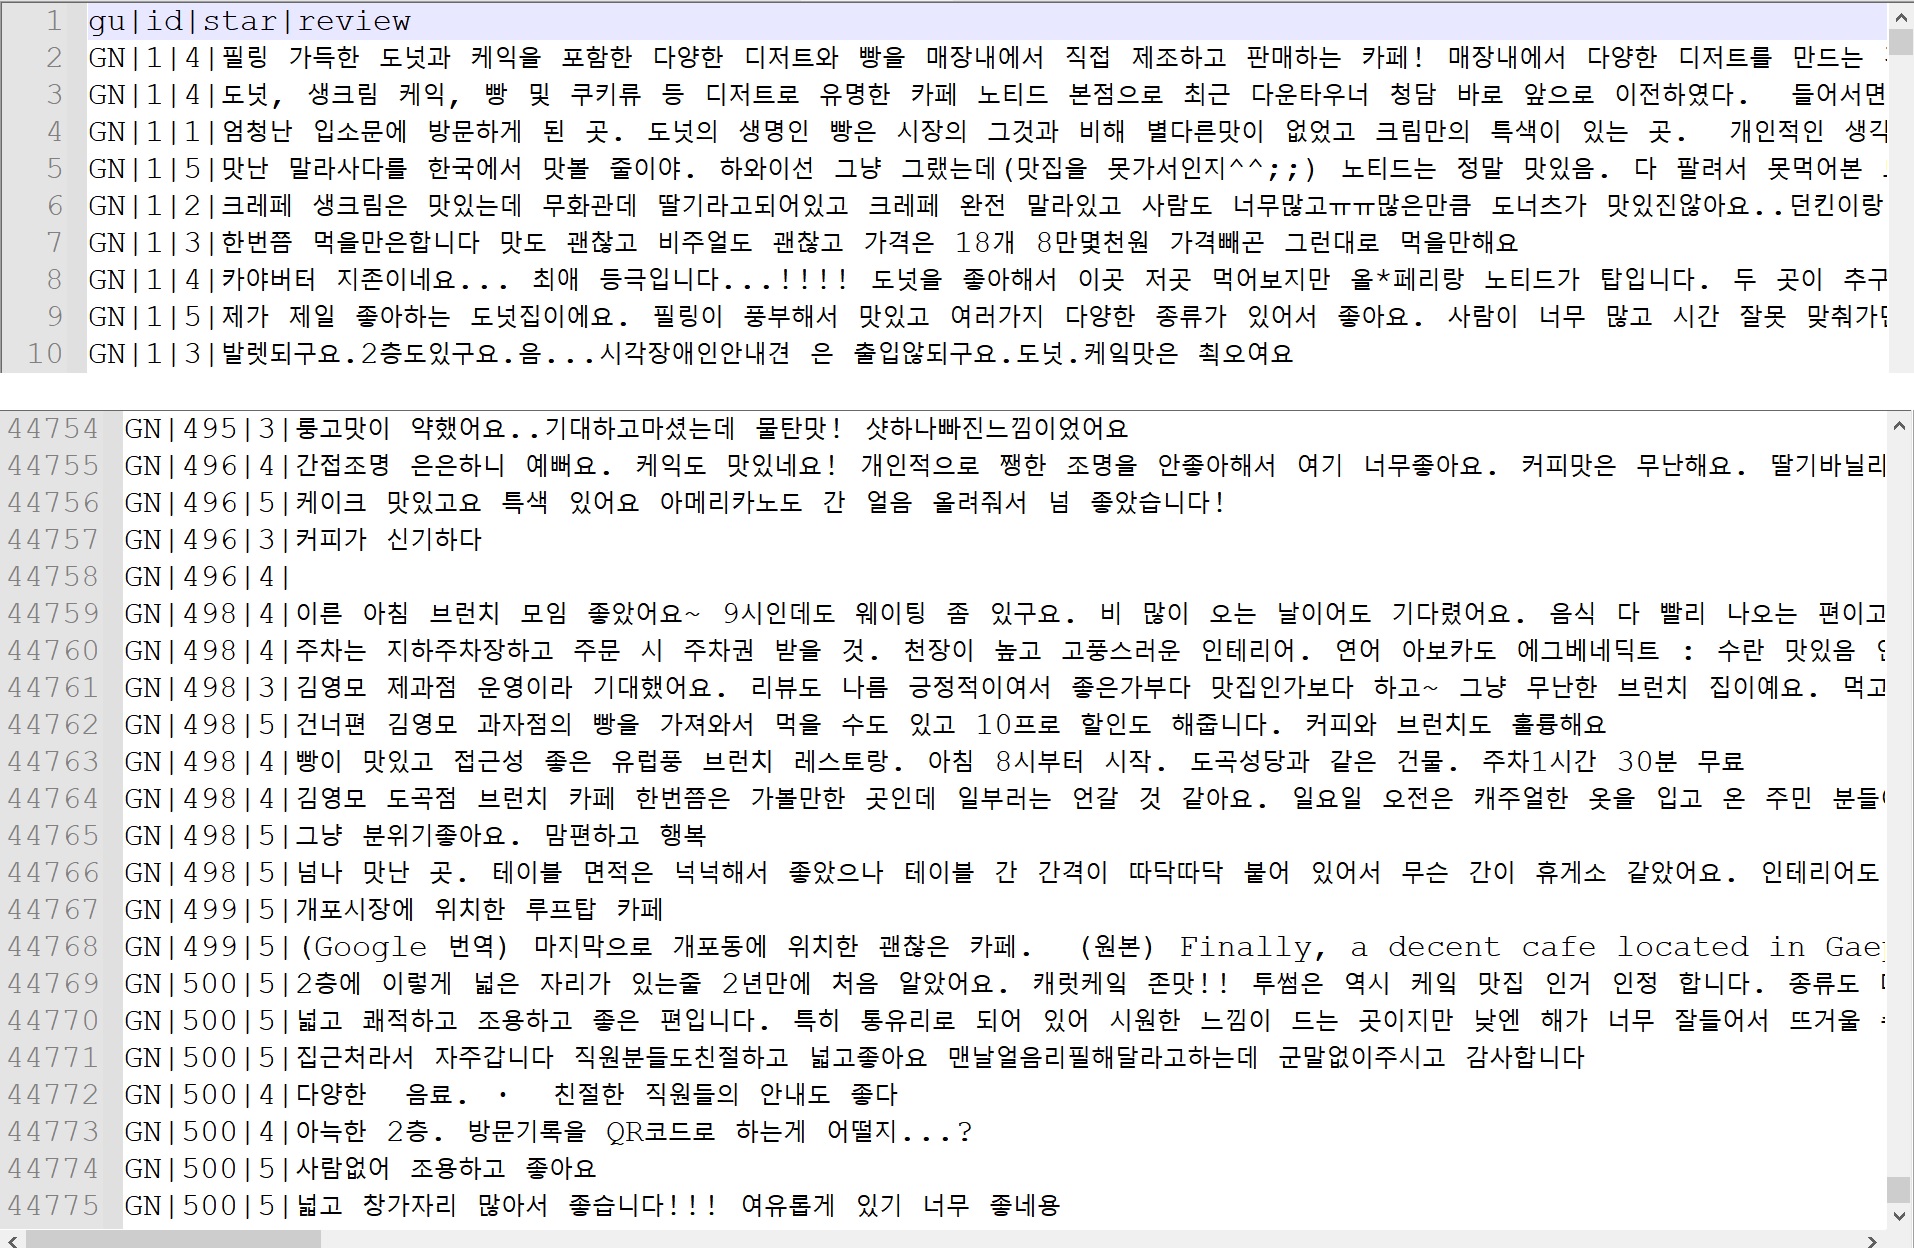 1 gu|id|star|review
2 GN|1|4|필링 가득한 도넛과 케익을 포함한 다양한 디저트와 빵을 매장내에서 직접 제조하고 판매하는 카페! 매장내에서 다양한 디저트를 만드는
3 GN|1|4|도넛, 생크림 케익, 빵 및 쿠키류 등 디저트로 유명한 카페 노티드 본점으로 최근 다운타우너 청담 바로 앞으로 이전하였다.  들어서면
4 GN|1|1|엄청난 입소문에 방문하게 된 곳. 도넛의 생명인 빵은 시장의 그것과 비해 별다른맛이 없었고 크림만의 특색이 있는 곳.  개인적인 생각
5 GN|1|5|맛난 말라사다를 한국에서 맛볼 줄이야. 하와이선 그냥 그랬는데(맛집을 못가서인지^^;;) 노티드는 정말 맛있음. 다 팔려서 못먹어본
6 GN|1|2|크레페 생크림은 맛있는데 무화관데 딸기라고되어있고 크레페 완전 말라있고 사람도 너무많고ㅠㅠ많은만큼 도너츠가 맛있진않아요..던킨이랑
7 GN|1|3|한번쯤 먹을만은합니다 맛도 괜찮고 비주얼도 괜찮고 가격은 18개 8만몇천원 가격빼곤 그런대로 먹을만해요
8 GN|1|4|카야버터 지존이네요... 최애 등극입니다...!!!! 도넛을 좋아해서 이곳 저곳 먹어보지만 올*페리랑 노티드가 탑입니다. 두 곳이 추구
9 GN|1|5|제가 제일 좋아하는 도넛집이에요. 필링이 풍부해서 맛있고 여러가지 다양한 종류가 있어서 좋아요. 사람이 너무 많고 시간 잘못
10 GN|1|3|발렛되구요.2층도있구요.음...시각장애인안내견 은 출입않되구요.도넛.케잌맛은 쵝오여요
44754 GN|495|3|룽고맛이 약했어요..기대하고마셨는데 물탄맛! 샷하나빠진느낌이었어요
44755 GN|496|4|간접조명 은은하니 예뻐요. 케익도 맛있네요! 개인적으로 쨍한 조명을 안좋아해서 여기 너무좋아요. 커피맛은 무난해요. 딸기바닐라
44756 GN|496|5|케이크 맛있고요 특색 있어요 아메리카노도 간 얼음 올려줘서 넘 좋았습니다!
44757 GN|496|3|커피가 신기하다
44758 GN|496|4|
44759 GN|498|4|이른 아침 브런치 모임 좋았어요~ 9시인데도 웨이팅 좀 있구요. 비 많이 오는 날이어도 기다렸어요. 음식 다 빨리 나오는 편이고
44760 GN|498|4|주차는 지하주차장하고 주문 시 주차권 받을 것. 천장이 높고 고풍스러운 인테리어. 연어 아보카도 에그베네딕트 : 수란 맛있음
44761 GN|498|3|김영모 제과점 운영이라 기대했어요. 리뷰도 나름 긍정적이여서 좋은가부다 맛집인가보다 하고~ 그냥 무난한 브런치 집이예요. 먹고
44762 GN|498|5|건너편 김영모 과자점의 빵을 가져와서 먹을 수도 있고 10프로 할인도 해줍니다. 커피와 브런치도 훌륭해요
44763 GN|498|4|빵이 맛있고 접근성 좋은 유럽풍 브런치 레스토랑. 아침 8시부터 시작. 도곡성당과 같은 건물. 주차1시간 30분 무료
44764 GN|498|4|김영모 도곡점 브런치 카페 한번쯤은 가볼만한 곳인데 일부러는 언갈 것 같아요. 일요일 오전은 캐주얼한 옷을 입고 온 주민
44765 GN|498|5|그냥 분위기좋아요. 맘편하고 행복
44766 GN|498|5|넘나 맛난 곳. 테이블 면적은 넉넉해서 좋았으나 테이블 간 간격이 따닥따닥 붙어 있어서 무슨 간이 휴게소 같았어요. 인테리어도
44767 GN|499|5|개포시장에 위치한 루프탑 카페
44768 GN|499|5|(Google 번역) 마지막으로 개포동에 위치한 괜찮은 카페.  (원본) Finally, a decent cafe located in
44769 GN|500|5|2층에 이렇게 넓은 자리가 있는줄 2년만에 처음 알았어요. 캐럿케잌 존맛!! 투썸은 역시 케잌 맛집 인거 인정 합니다. 종류도
44770 GN|500|5|넓고 쾌적하고 조용하고 좋은 편입니다. 특히 통유리로 되어 있어 시원한 느낌이 드는 곳이지만 낮엔 해가 너무 잘들어서 뜨거울
44771 GN|500|5|집근처라서 자주갑니다 직원분들도친절하고 넓고좋아요 맨날얼음리필해달라고하는데 군말없이주시고 감사합니다
44772 GN|500|4|다양한  음료. ·  친절한 직원들의 안내도 좋다
44773 GN|500|4|아늑한 2층. 방문기록을 QR코드로 하는게 어떨지...?
44774 GN|500|5|사람없어 조용하고 좋아요
44775 GN|500|5|넓고 창가자리 많아서 좋습니다!!! 여유롭게 있기 너무 좋네용